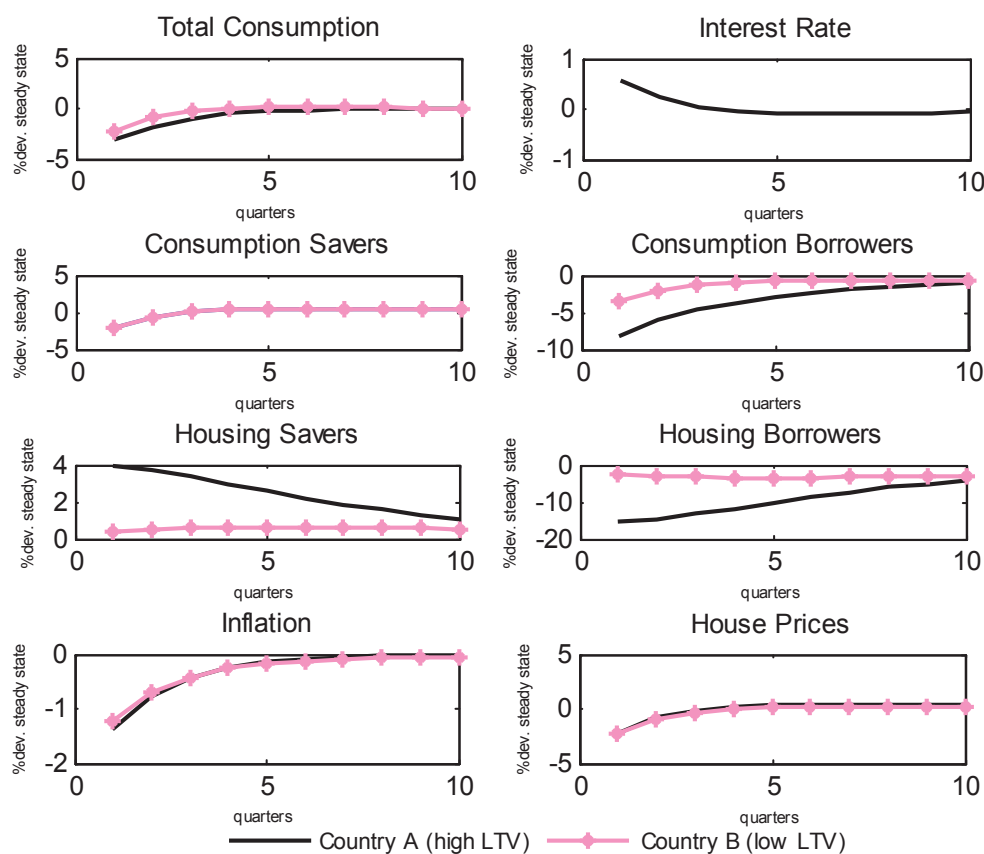 Total Consumption
%dev. steady state
5
0
-5
0
5
10
quarters
Interest Rate
%dev. steady state
1
0
-1
0
5
10
quarters
Consumption Savers
%dev. steady state
5
0
-5
0
5
10
quarters
Consumption Borrowers
%dev. steady state
0
-5
-10
0
5
10
quarters
Housing Savers
%dev. steady state
4
2
0
0
5
10
quarters
Housing Borrowers
%dev. steady state
0
-10
-20
0
5
10
quarters
Inflation
%dev. steady state
0
-1
-2
0
5
10
quarters
House Prices
%dev. steady state
5
0
-5
0
5
10
quarters
Country A (high LTV)
Country B (low LTV)